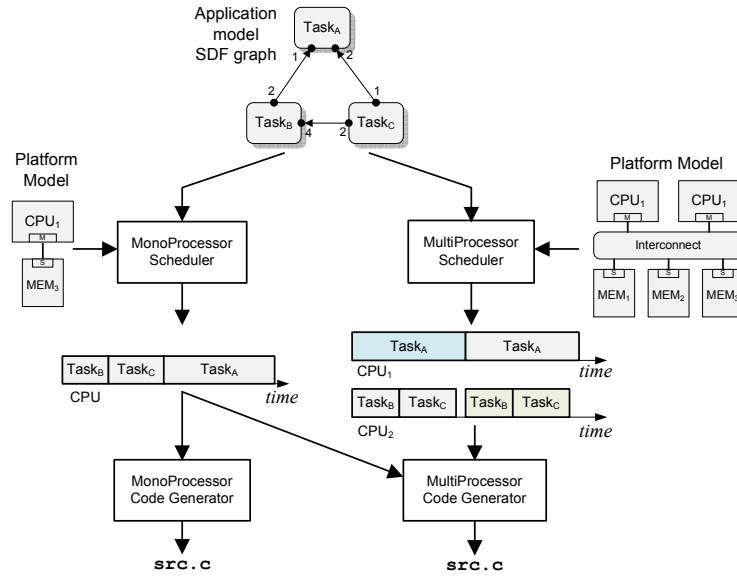 Application
model
SDF graph
TaskA
1
2
2
1
TaskB
4
2
TaskC
Platform
Model
CPU1
M
S
MEM3
MonoProcessor
Scheduler
MultiProcessor
Scheduler
Platform Model
CPU1
CPU1
M
M
Interconnect
S
S
S
MEM1
MEM2
MEM3
TaskB
TaskC
TaskA
time
CPU
TaskA
TaskA
time
CPU1
TaskB
TaskC
TaskB
TaskC
time
CPU2
MonoProcessor
Code Generator
MultiProcessor
Code Generator
src.c
src.c